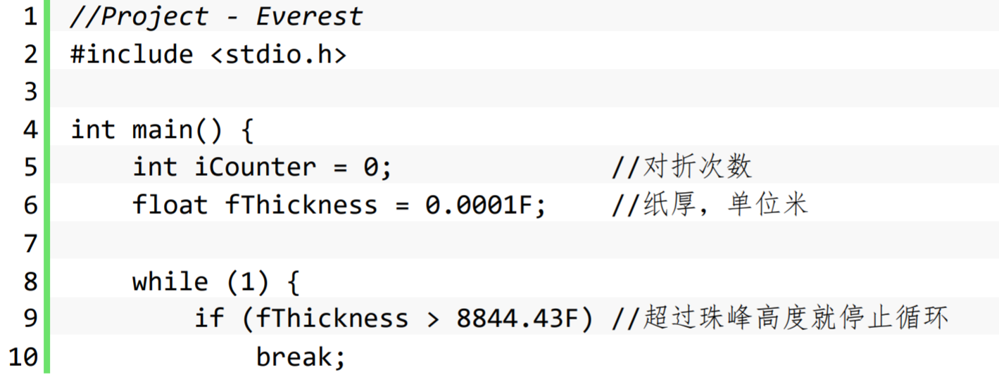 1 //Project - Everest
2 #include <stdio.h>
3
4 int main() {
5     int iCounter = 0;              //对折次数
6     float fThickness = 0.0001F;    //纸厚，单位米
7
8     while (1) {
9         if (fThickness > 8844.43F) //超过珠峰高度就停止循环
10             break;